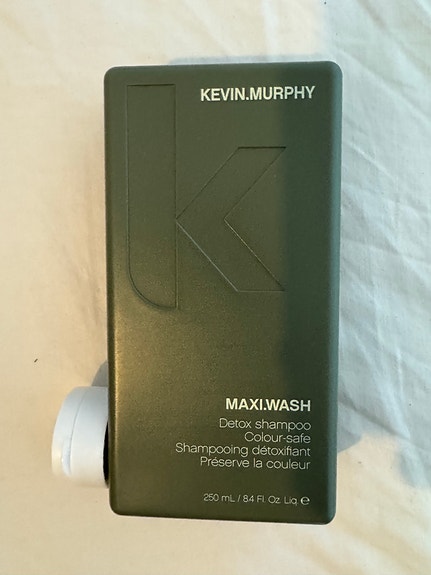 KEVIN.MURPHY
MAXI.WASH
Detox shampoo
Colour-safe
Shampooing détoxifiant
Préserve la couleur
250 mL / 8.4 Fl. Oz. Liq. ℮